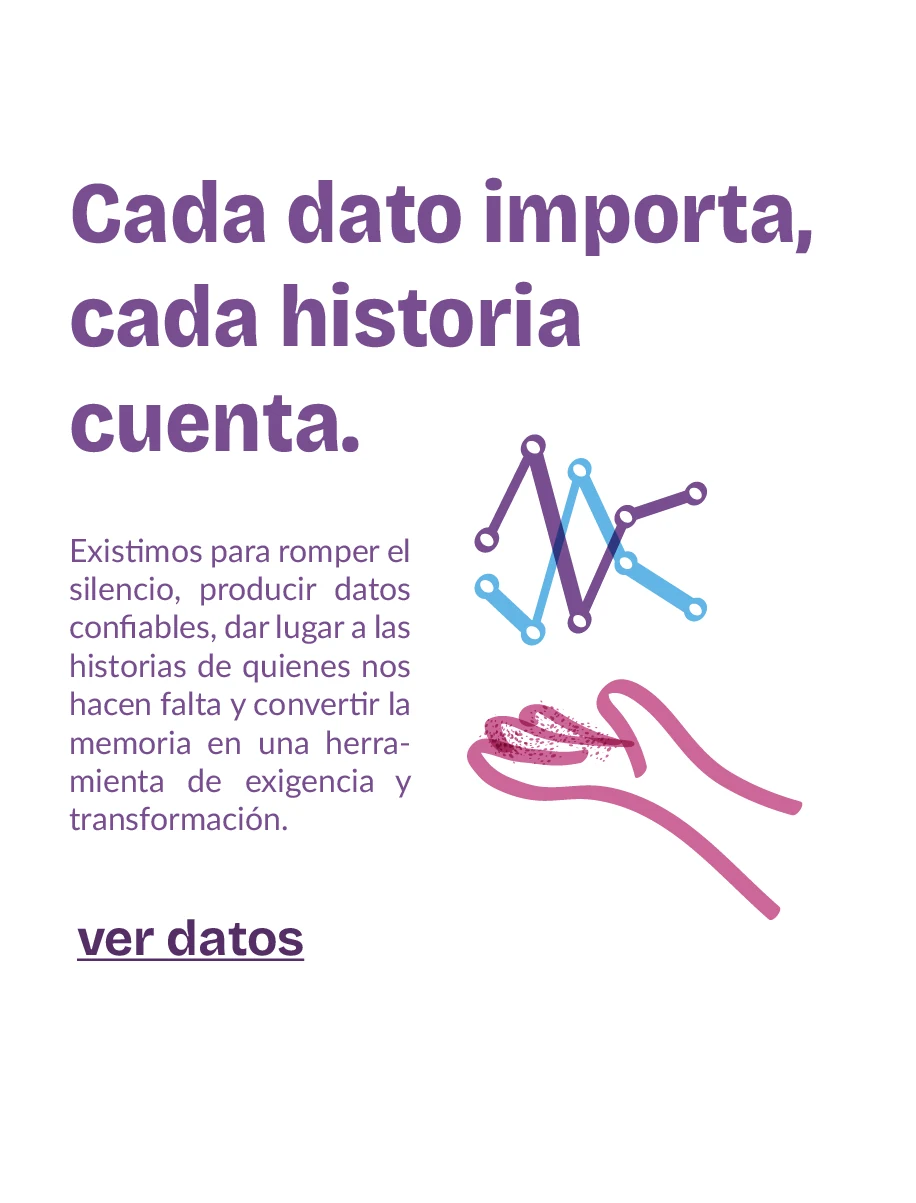 Cada dato importa,
cada historia
cuenta.
Existimos para romper el
silencio, producir datos
confiables, dar lugar a las
historias de quienes nos
hacen falta y convertir la
memoria en una herra-
mienta de exigencia y
transformación.
ver datos